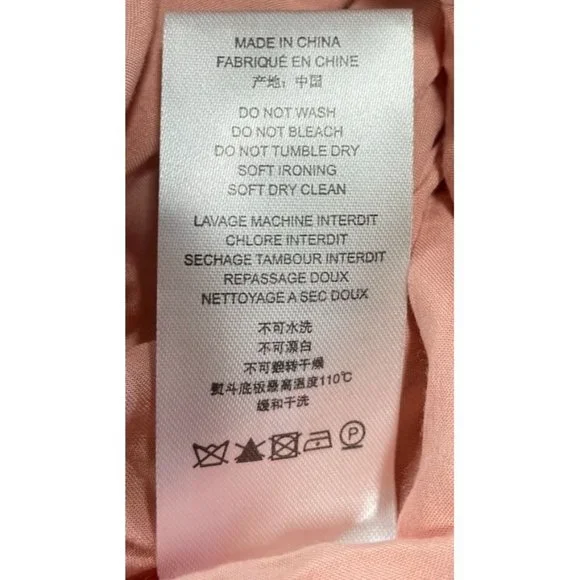 MADE IN CHINA
FABRIQUÉ EN CHINE
产地：中国
DO NOT WASH
DO NOT BLEACH
DO NOT TUMBLE DRY
SOFT IRONING
SOFT DRY CLEAN
LAVAGE MACHINE INTERDIT
CHLORE INTERDIT
SECHAGE TAMBOUR INTERDIT
REPASSAGE DOUX
NETTOYAGE A SEC DOUX
不可水洗
不可漂白
不可翻转干燥
熨斗底板最高温度110℃
缓和干洗
P